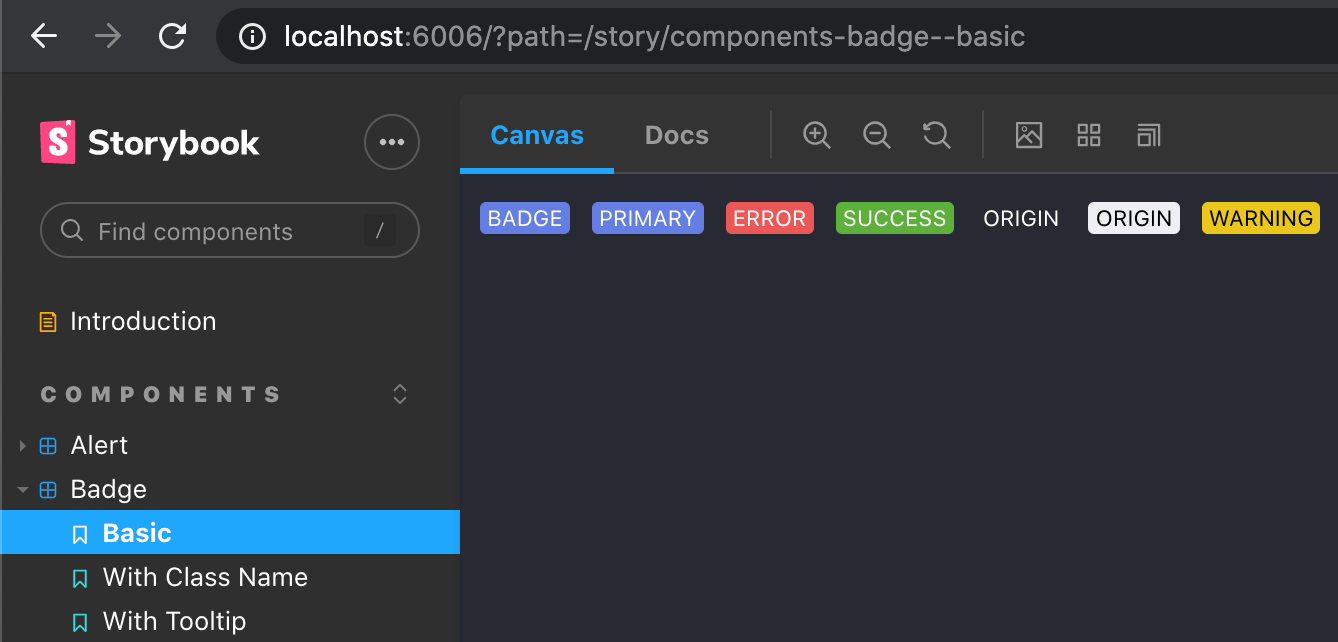 localhost:6006/?path=/story/components-badge--basic
Storybook
Find components /
Introduction
COMPONENTS
Alert
Badge
Basic
With Class Name
With Tooltip
Canvas Docs
BADGE PRIMARY ERROR SUCCESS ORIGIN ORIGIN WARNING